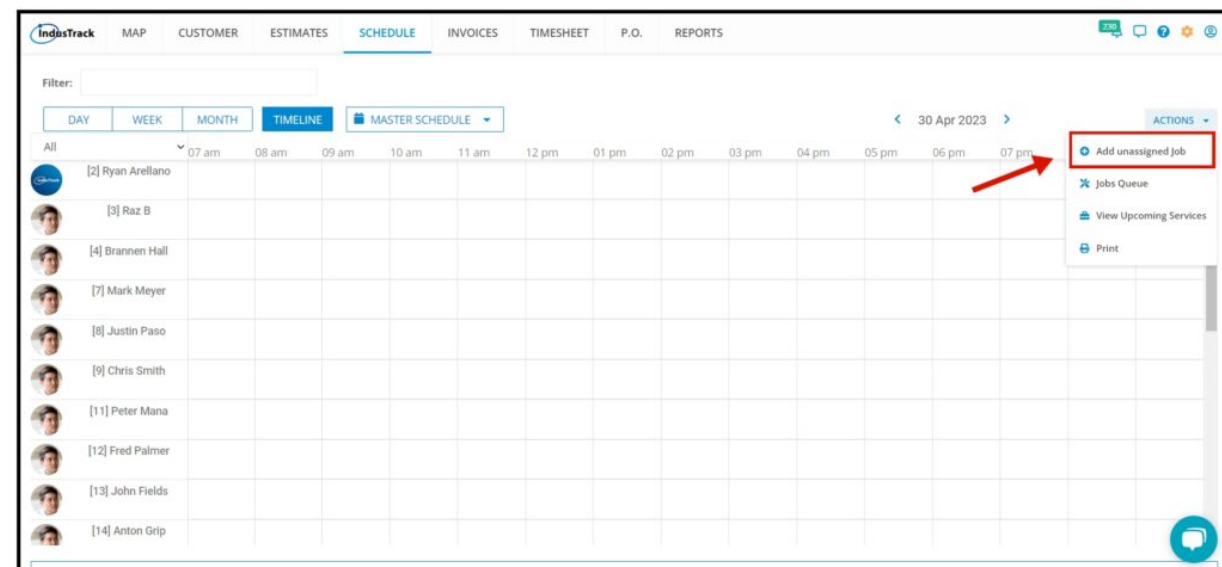 IndusTrack MAP CUSTOMER ESTIMATES SCHEDULE INVOICES TIMESHEET P.O. REPORTS 230
Filter:
DAY WEEK MONTH TIMELINE MASTER SCHEDULE 30 Apr 2023 ACTIONS
All 07 am 08 am 09 am 10 am 11 am 12 pm 01 pm 02 pm 03 pm 04 pm 05 pm 06 pm 07 pm
Add unassigned Job
Jobs Queue
View Upcoming Services
Print
[2] Ryan Arellano
[3] Raz B
[4] Brannen Hall
[7] Mark Meyer
[8] Justin Paso
[9] Chris Smith
[11] Peter Mana
[12] Fred Palmer
[13] John Fields
[14] Anton Grip